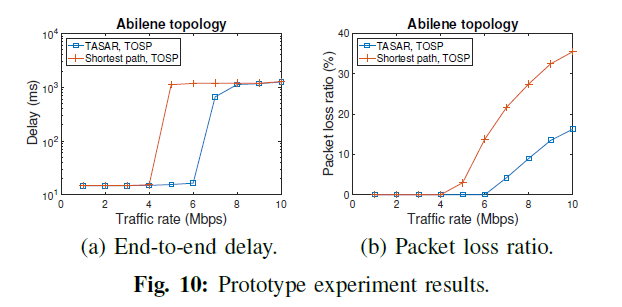 Abilene topology
10^4
10^3
10^2
10^1
Delay (ms)
TASAR, TOSP
Shortest path, TOSP
0 2 4 6 8 10
Traffic rate (Mbps)
(a) End-to-end delay.
Abilene topology
40
30
20
10
0
Packet loss ratio (%)
TASAR, TOSP
Shortest path, TOSP
0 2 4 6 8 10
Traffic rate (Mbps)
(b) Packet loss ratio.
Fig. 10: Prototype experiment results.